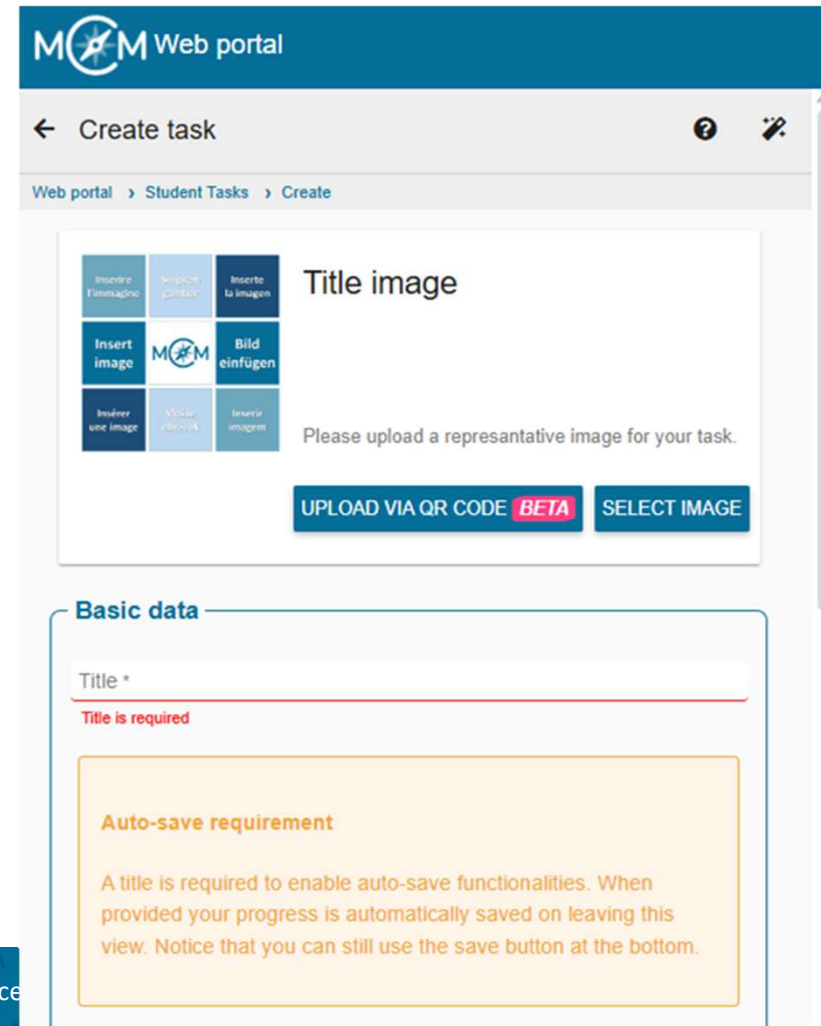 MCM Web portal
Create task
Web portal › Student Tasks › Create
Inserire
l'immagine
Inserte
la imagen
Insert
image
MCM
Bild
einfügen
Insérer
une image
Inserir
imagem
Title image
Please upload a represantative image for your task.
UPLOAD VIA QR CODE BETA
SELECT IMAGE
Basic data
Title *
Title is required
Auto-save requirement
A title is required to enable auto-save functionalities. When
provided your progress is automatically saved on leaving this
view. Notice that you can still use the save button at the bottom.